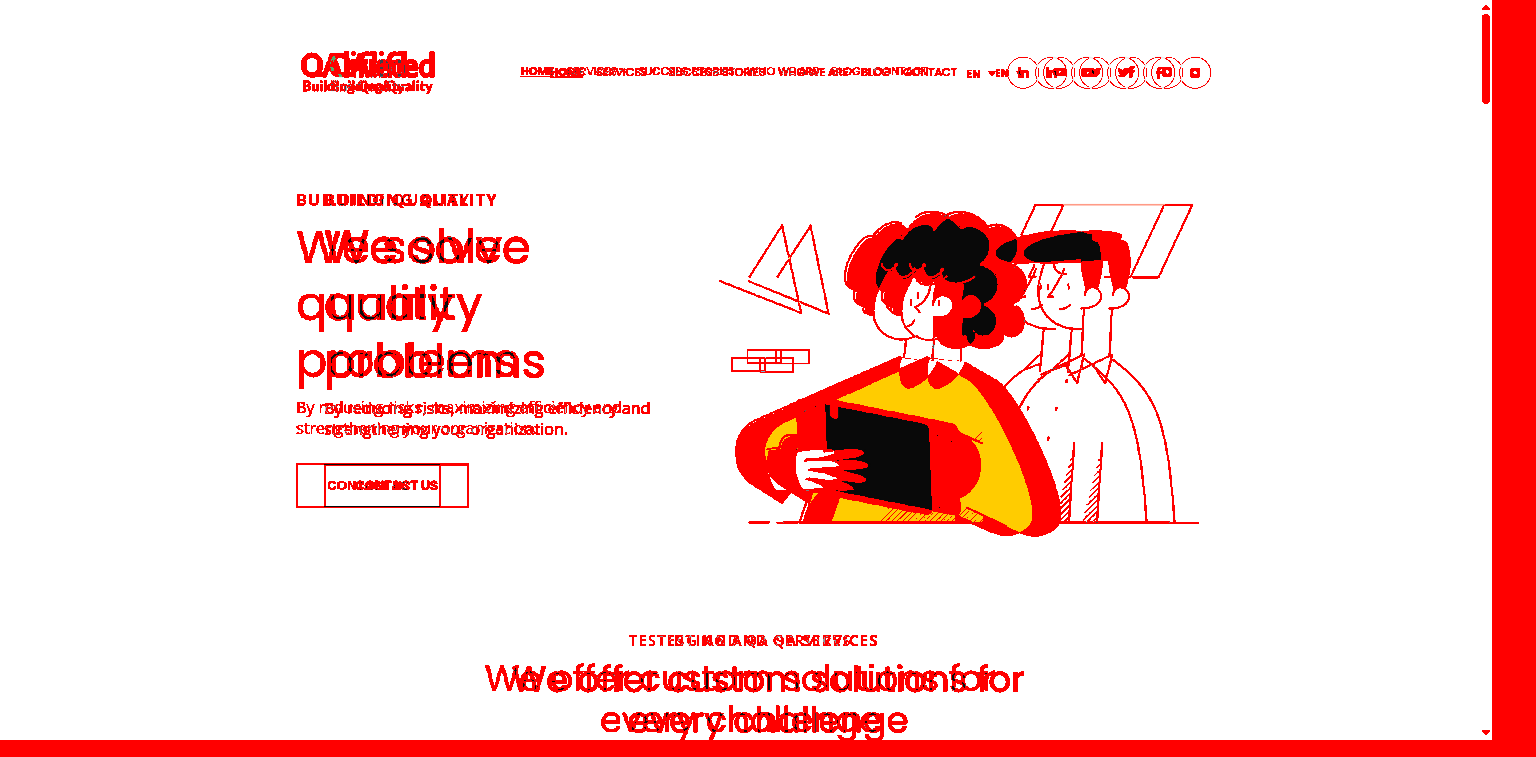 Building Quality
HOME SERVICES SUCCESS STORIES WHO WE ARE BLOG CONTACT EN
BUILDING QUALITY
We solve
quality
problems
By reducing risks, maximizing efficiency and
strengthening your organization.
CONTACT US
TESTING AND QA SERVICES
We offer custom solutions for
every challenge